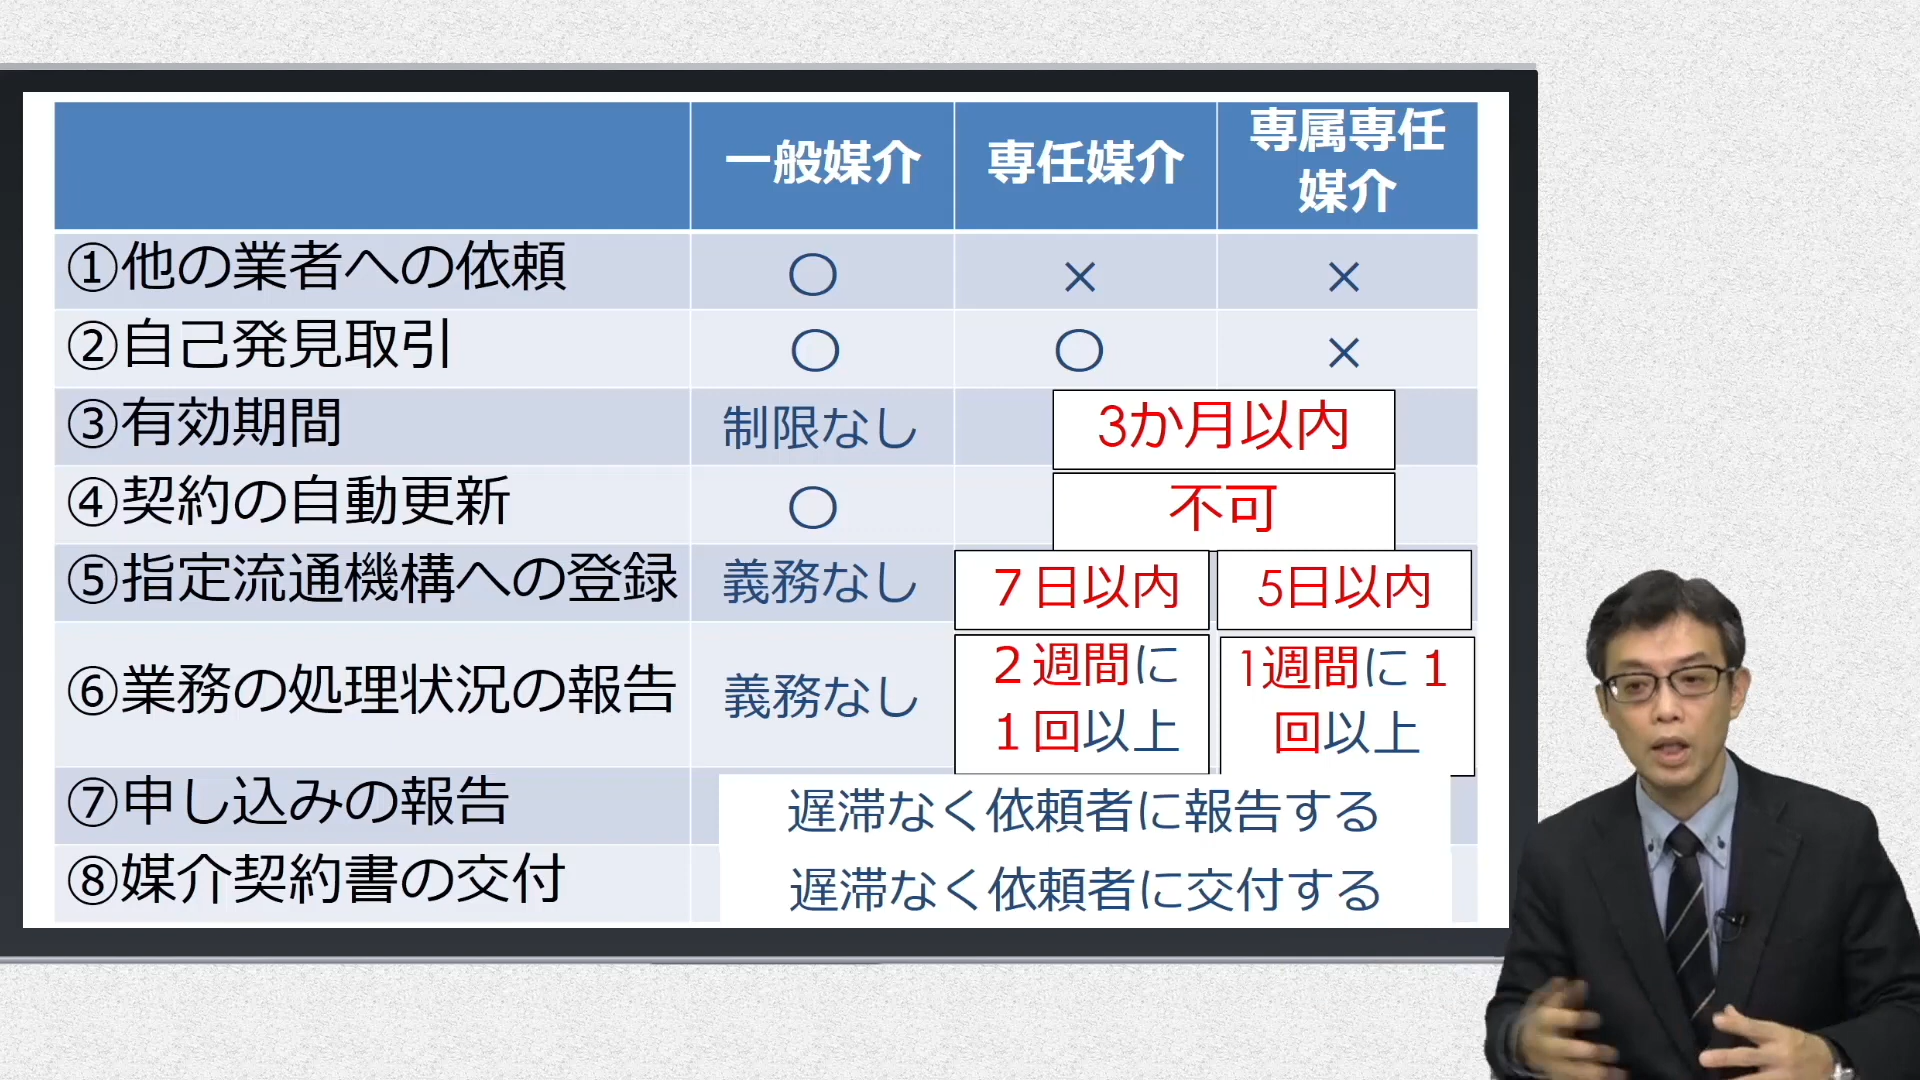 一般媒介 専任媒介 専属専任
媒介
①他の業者への依頼 ○ × ×
②自己発見取引 ○ ○ ×
③有効期間 制限なし 3か月以内
④契約の自動更新 ○ 不可
⑤指定流通機構への登録 義務なし 7日以内 5日以内
⑥業務の処理状況の報告 義務なし 2週間に
1回以上 1週間に1
回以上
⑦申し込みの報告 遅滞なく依頼者に報告する
⑧媒介契約書の交付 遅滞なく依頼者に交付する